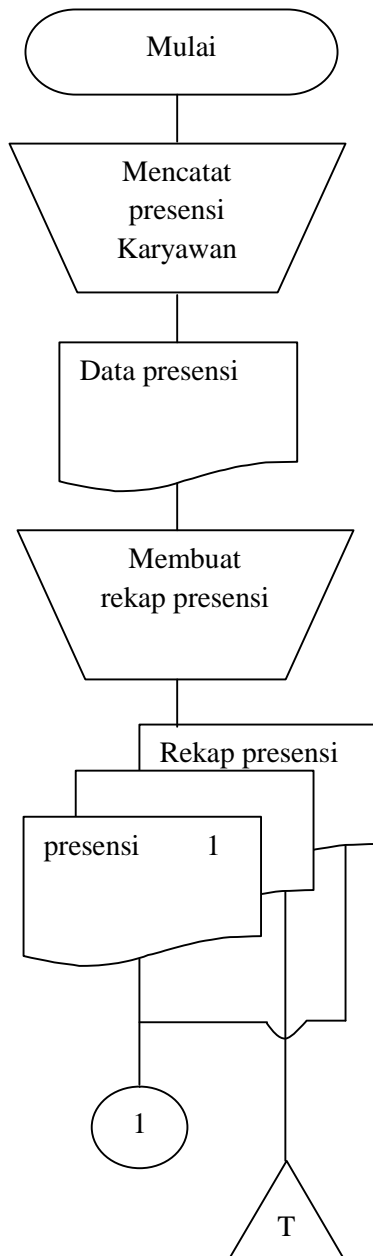 Mulai
Mencatat
presensi
Karyawan
Data presensi
Membuat
rekap presensi
Rekap presensi
presensi 1
1
T